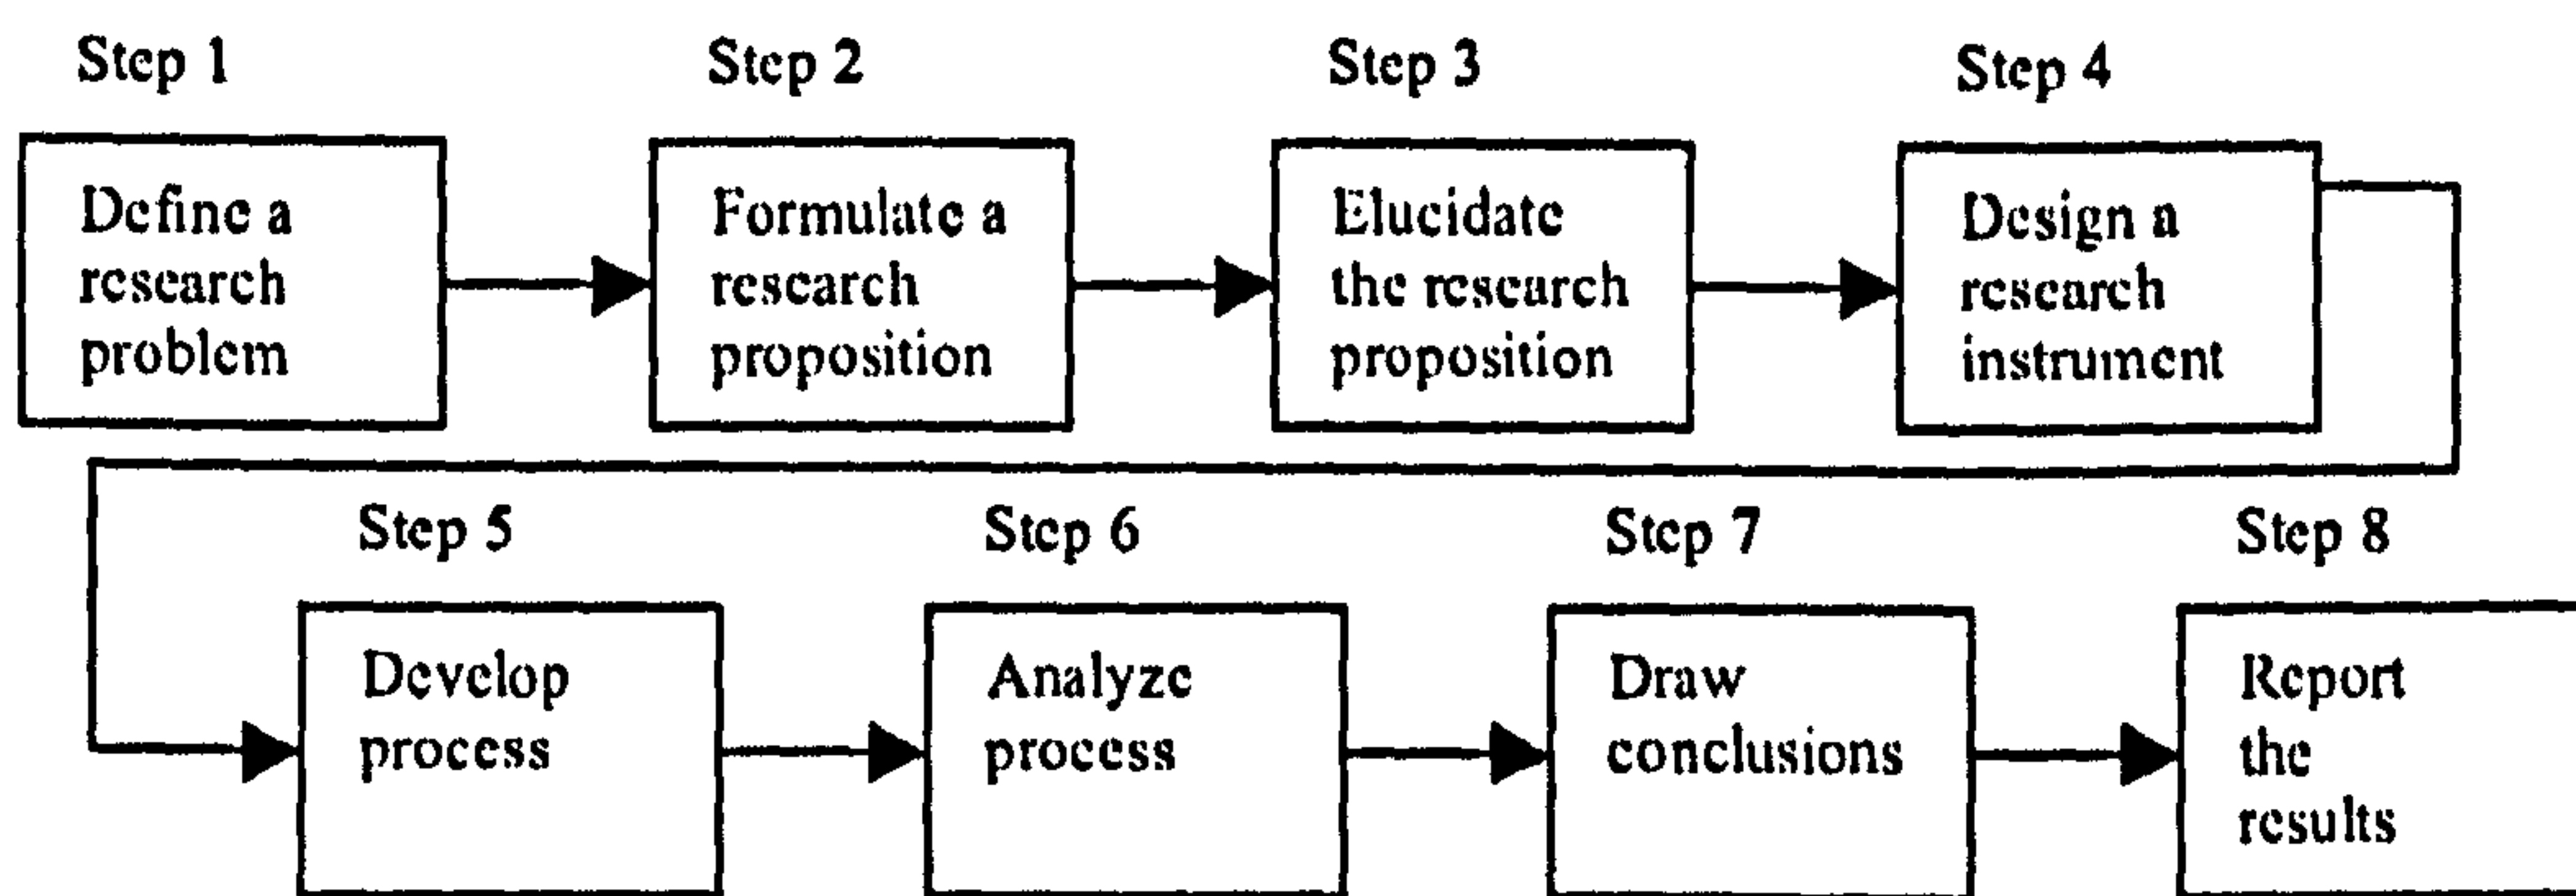 Step 1
Step 2
Step 3
Step 4
Define a
research
problem
Formulate a
research
proposition
Elucidate
the research
proposition
Design a
research
instrument
Step 5
Step 6
Step 7
Step 8
Develop
process
Analyze
process
Draw
conclusions
Report
the
results